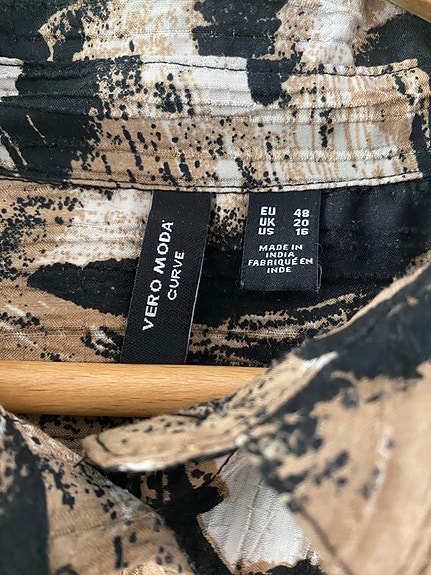 VERO MODA
CURVE
EU 48
UK 20
US 16
MADE IN
INDIA
FABRIQUÉ EN
INDE